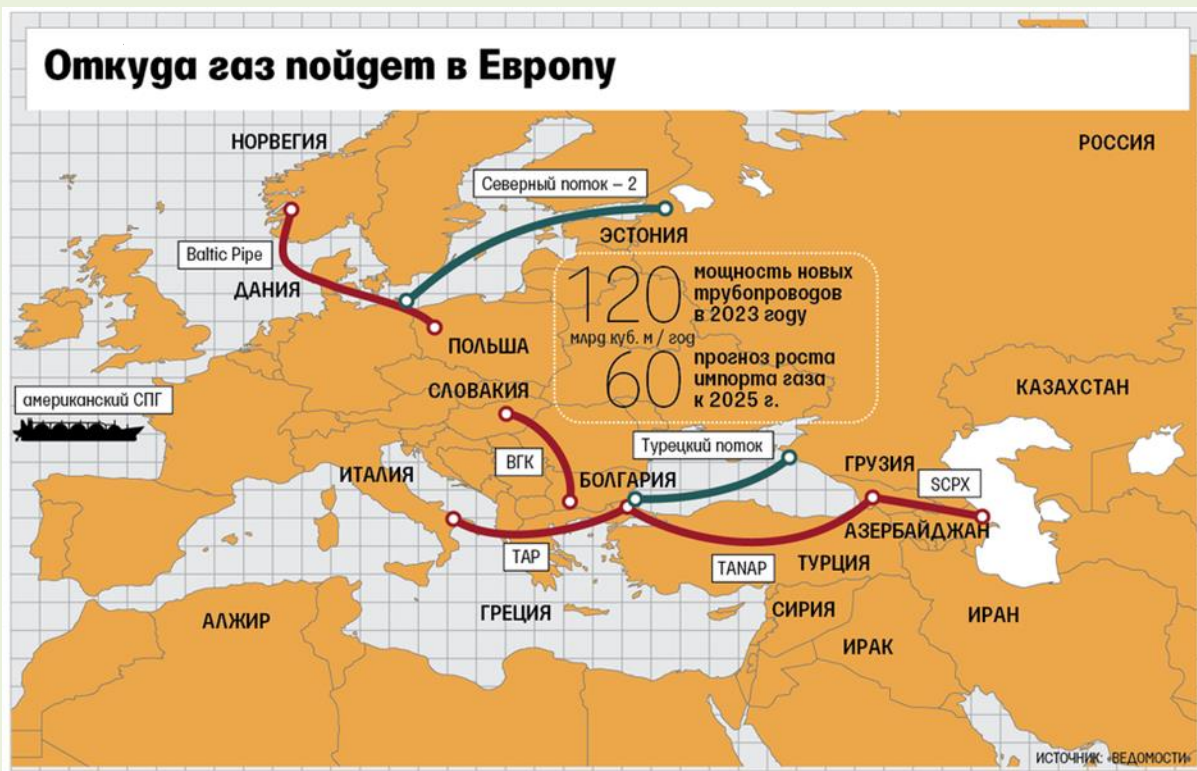 Откуда газ пойдет в Европу
НОРВЕГИЯ
РОССИЯ
Северный поток – 2
ЭСТОНИЯ
Baltic Pipe
ДАНИЯ
120
мощность новых
трубопроводов
в 2023 году
млрд куб. м / год
60
прогноз роста
импорта газа
к 2025 г.
ПОЛЬША
СЛОВАКИЯ
КАЗАХСТАН
американский СПГ
Турецкий поток
ВГК
ИТАЛИЯ
БОЛГАРИЯ
ГРУЗИЯ
SCPX
АЗЕРБАЙДЖАН
TAP
TANAP
ТУРЦИЯ
АЛЖИР
ГРЕЦИЯ
СИРИЯ
ИРАН
ИРАК
ИСТОЧНИК: «ВЕДОМОСТИ»